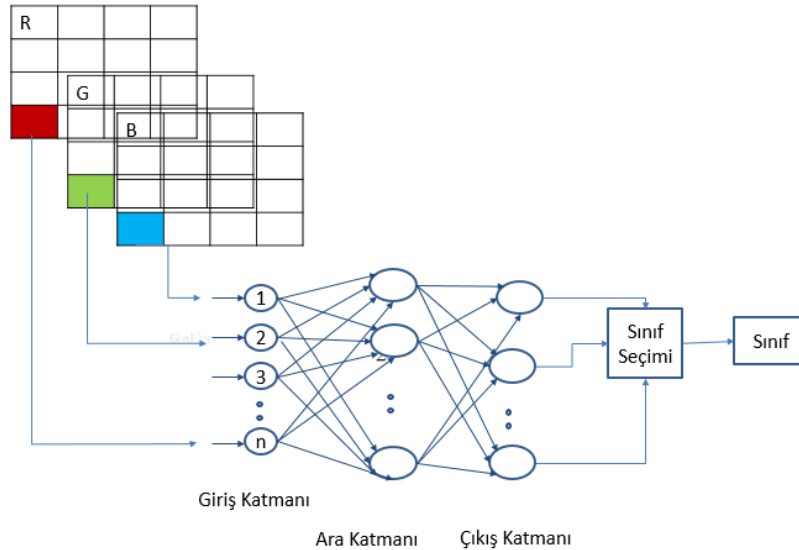 R
G
B
1
2
3
n
Sınıf
Seçimi
Sınıf
Giriş Katmanı
Ara Katmanı
Çıkış Katmanı